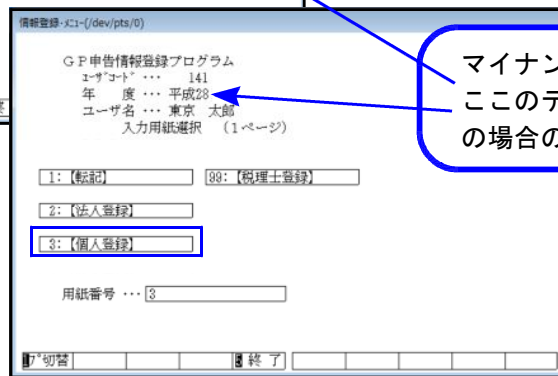 情報登録-ﾒﾆｭｰ-(/dev/pts/0)
ＧＰ申告情報登録プログラム
ﾕｰｻﾞｺｰﾄﾞ ･･･ 141
年　　度 ･･･ 平成28
ユーザ名 ･･･ 東京　太郎
入力用紙選択　（1ページ）
1:【転記】　99:【税理士登録】
2:【法人登録】
3:【個人登録】
用紙番号 ･･･ 3
ﾌﾟ切替　終 了
マイナン
ここのデ
の場合の